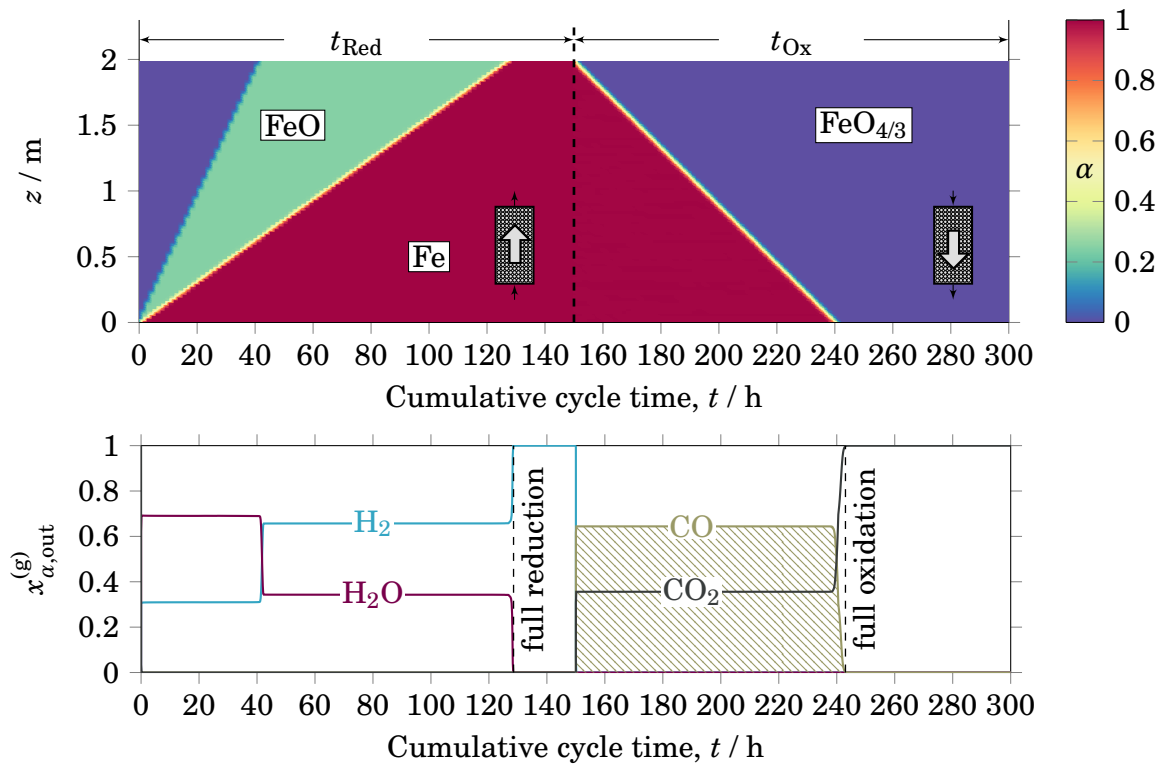 t_Red t_Ox
2
1.5
1
0.5
0
z / m
FeO
FeO_4/3
Fe
0 20 40 60 80 100 120 140 160 180 200 220 240 260 280 300
Cumulative cycle time, t / h
1
0.8
0.6
α
0.4
0.2
0
1
0.8
0.6
0.4
0.2
0
x^(g)_α,out
H₂
H₂O
full reduction
CO
CO₂
full oxidation
0 20 40 60 80 100 120 140 160 180 200 220 240 260 280 300
Cumulative cycle time, t / h